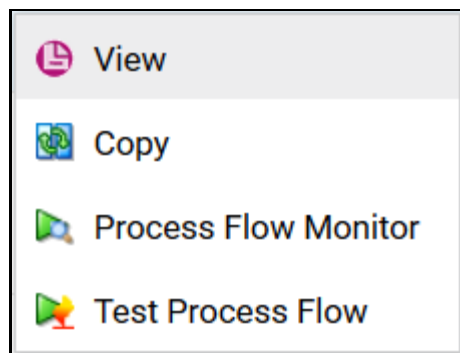 View
Copy
Process Flow Monitor
Test Process Flow